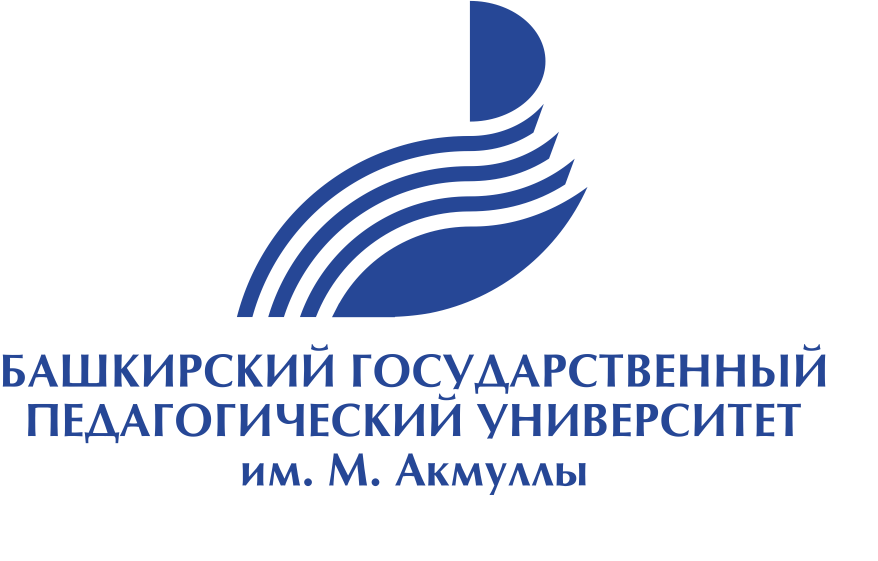 БАШКИРСКИЙ ГОСУДАРСТВЕННЫЙ
ПЕДАГОГИЧЕСКИЙ УНИВЕРСИТЕТ
им. М. Акмуллы